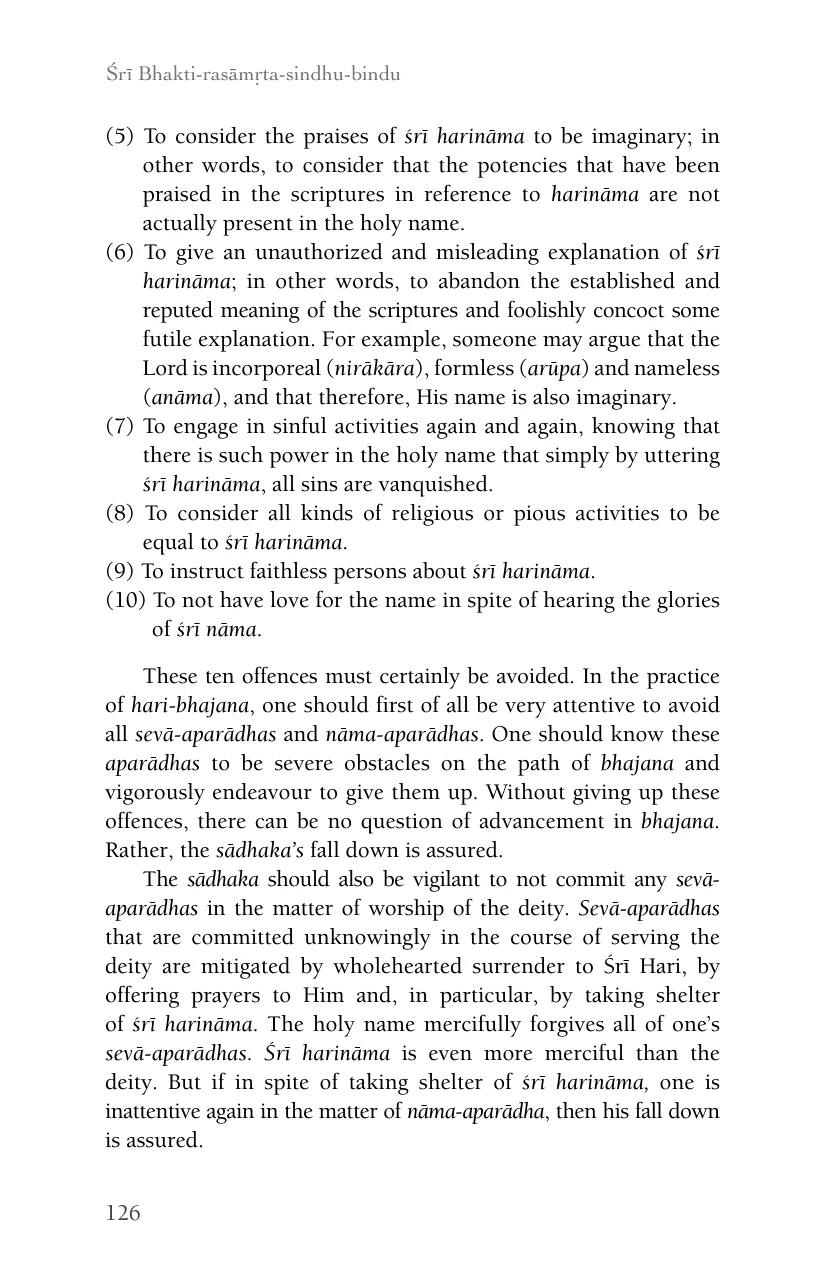 Śrī Bhakti-rasāmṛta-sindhu-bindu
(5) To consider the praises of śrī harināma to be imaginary; in
other words, to consider that the potencies that have been
praised in the scriptures in reference to harināma are not
actually present in the holy name.
(6) To give an unauthorized and misleading explanation of śrī
harināma; in other words, to abandon the established and
reputed meaning of the scriptures and foolishly concoct some
futile explanation. For example, someone may argue that the
Lord is incorporeal (nirākāra), formless (arūpa) and nameless
(anāma), and that therefore, His name is also imaginary.
(7) To engage in sinful activities again and again, knowing that
there is such power in the holy name that simply by uttering
śrī harināma, all sins are vanquished.
(8) To consider all kinds of religious or pious activities to be
equal to śrī harināma.
(9) To instruct faithless persons about śrī harināma.
(10) To not have love for the name in spite of hearing the glories
of śrī nāma.
These ten offences must certainly be avoided. In the practice
of hari-bhajana, one should first of all be very attentive to avoid
all sevā-aparādhas and nāma-aparādhas. One should know these
aparādhas to be severe obstacles on the path of bhajana and
vigorously endeavour to give them up. Without giving up these
offences, there can be no question of advancement in bhajana.
Rather, the sādhaka's fall down is assured.
The sādhaka should also be vigilant to not commit any sevā-
aparādhas in the matter of worship of the deity. Sevā-aparādhas
that are committed unknowingly in the course of serving the
deity are mitigated by wholehearted surrender to Śrī Hari, by
offering prayers to Him and, in particular, by taking shelter
of śrī harināma. The holy name mercifully forgives all of one's
sevā-aparādhas. Śrī harināma is even more merciful than the
deity. But if in spite of taking shelter of śrī harināma, one is
inattentive again in the matter of nāma-aparādha, then his fall down
is assured.
126